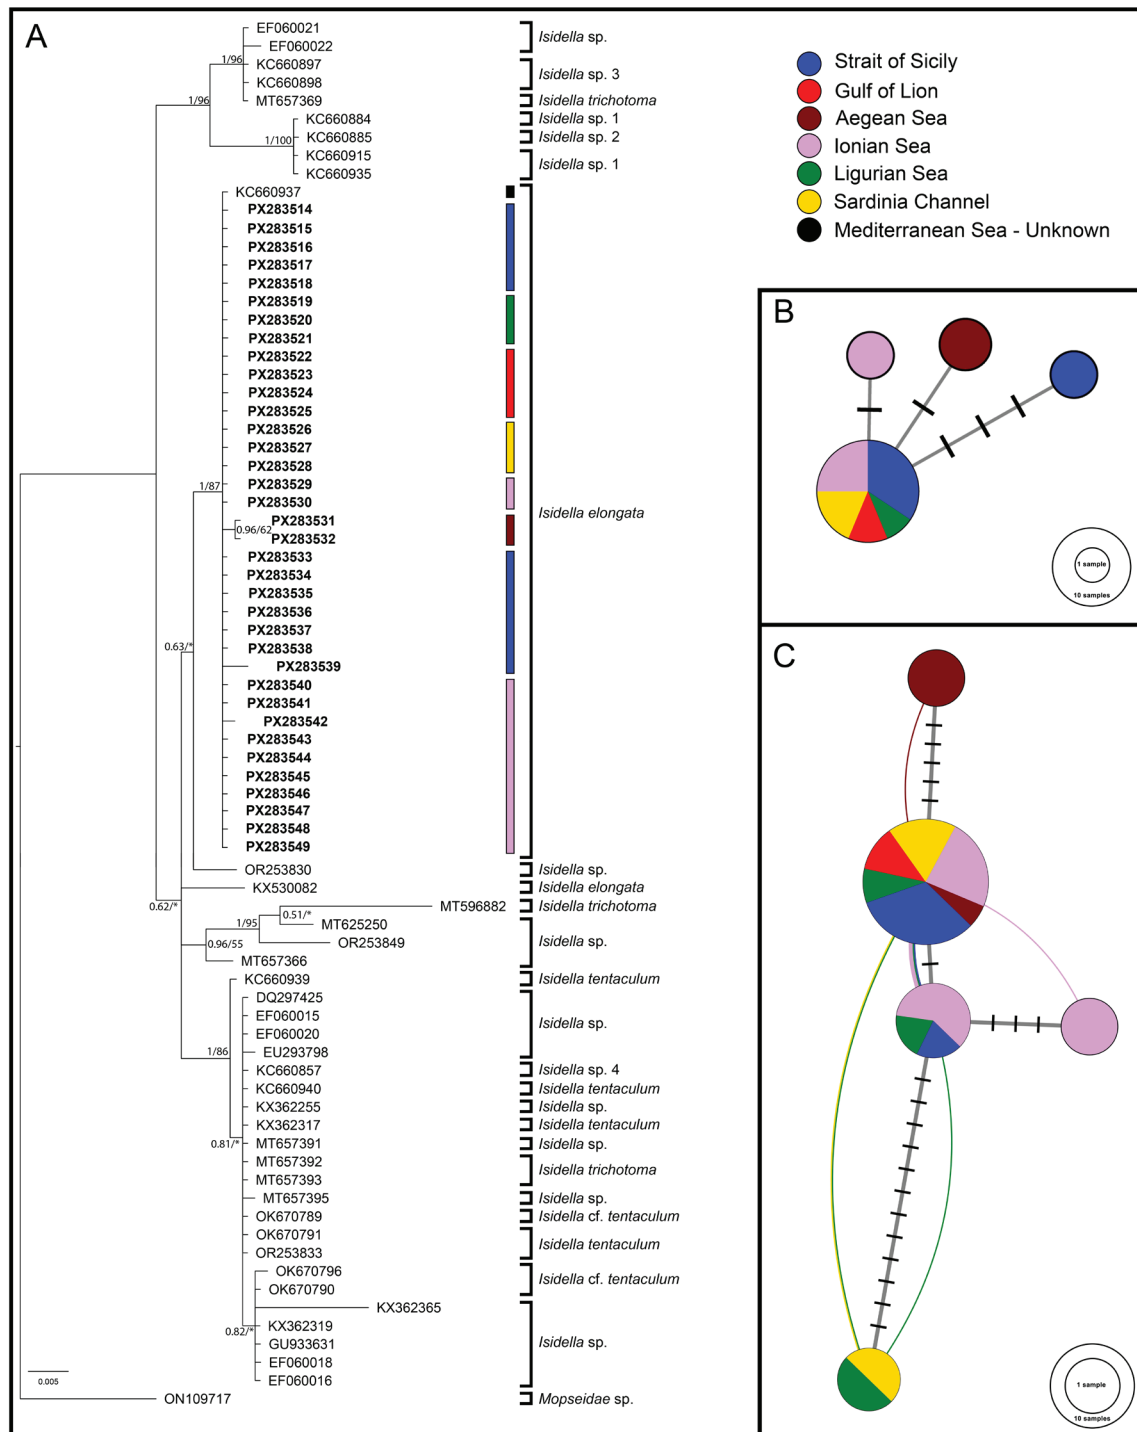 A
EF060021
EF060022
1/96
KC660897
KC660898
1/96
MT657369
KC660884
1/100
KC660885
KC660915
KC660935
KC660937
PX283514
PX283515
PX283516
PX283517
PX283518
PX283519
PX283520
PX283521
PX283522
PX283523
PX283524
PX283525
PX283526
PX283527
PX283528
1/87
PX283529
PX283530
PX283531
0.96/62
PX283532
PX283533
PX283534
PX283535
PX283536
PX283537
PX283538
0.63/*
PX283539
PX283540
PX283541
PX283542
PX283543
PX283544
PX283545
PX283546
PX283547
PX283548
PX283549
OR253830
KX530082
0.62/*
MT596882
0.51/*
MT625250
1/95
OR253849
0.96/55
MT657366
KC660939
DQ297425
EF060015
EF060020
EU293798
1/86
KC660857
KC660940
KX362255
KX362317
0.81/*
MT657391
MT657392
MT657393
MT657395
OK670789
OK670791
OR253833
OK670796
OK670790
KX362365
0.82/*
KX362319
GU933631
EF060018
EF060016
0.005
ON109717
Isidella sp.
Isidella sp. 3
Isidella trichotoma
Isidella sp. 1
Isidella sp. 2
Isidella sp. 1
Isidella elongata
Isidella sp.
Isidella elongata
Isidella trichotoma
Isidella sp.
Isidella tentaculum
Isidella sp.
Isidella sp. 4
Isidella tentaculum
Isidella sp.
Isidella tentaculum
Isidella sp.
Isidella trichotoma
Isidella sp.
Isidella cf. tentaculum
Isidella tentaculum
Isidella cf. tentaculum
Isidella sp.
Mopseidae sp.
Strait of Sicily
Gulf of Lion
Aegean Sea
Ionian Sea
Ligurian Sea
Sardinia Channel
Mediterranean Sea - Unknown
B
1 sample
10 samples
C
1 sample
10 samples